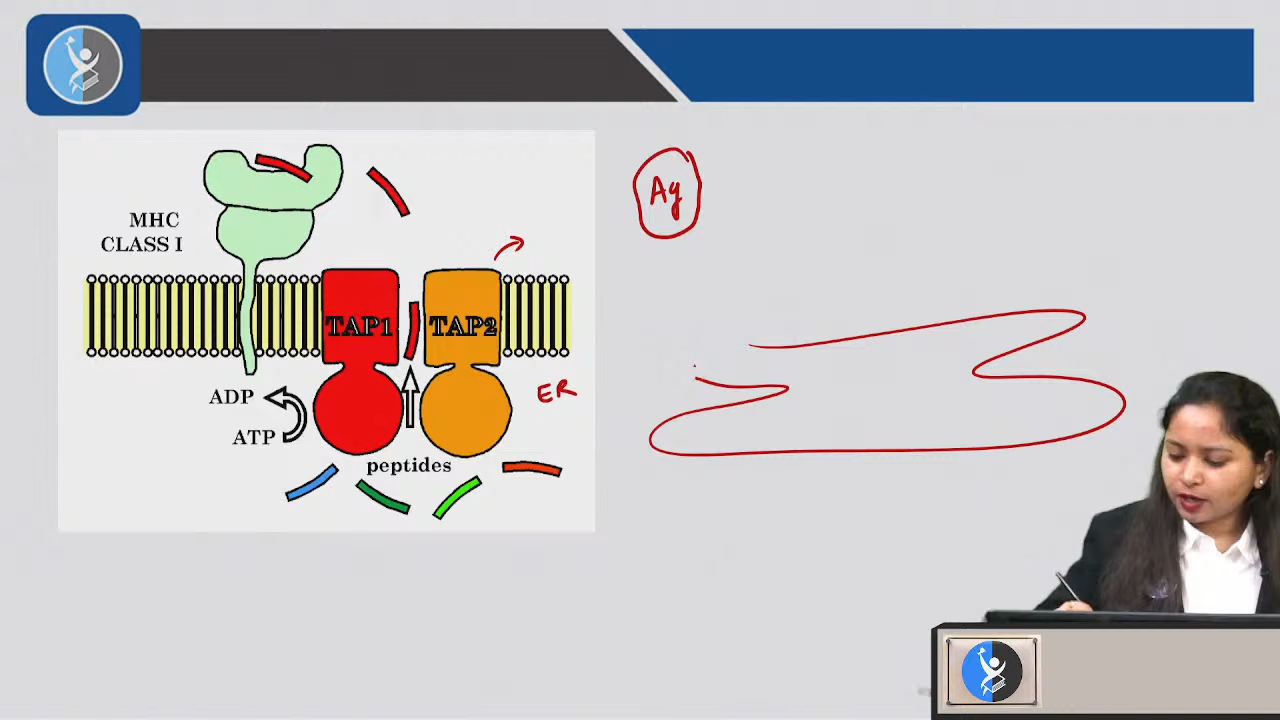 MHC
CLASS I
TAP1
TAP2
ADP
ATP
peptides
ER
Ag